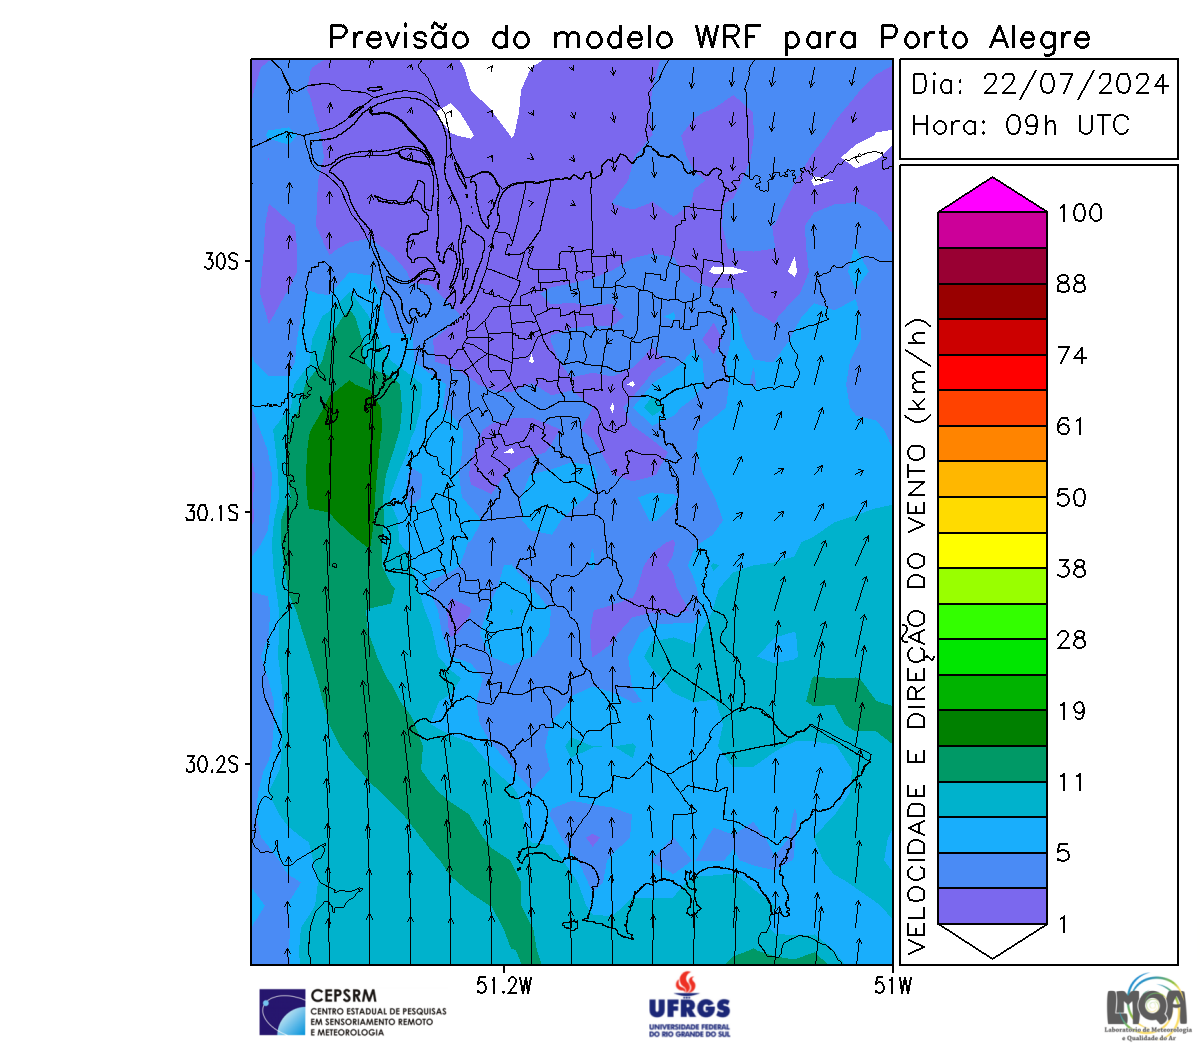 Previsão do modelo WRF para Porto Alegre
Dia: 22/07/2024
Hora: 09h UTC
30S
30.1S
30.2S
51.2W
51W
VELOCIDADE E DIREÇÃO DO VENTO (km/h)
100
88
74
61
50
38
28
19
11
5
1
CEPSRM
CENTRO ESTADUAL DE PESQUISAS
EM SENSORIAMENTO REMOTO
E METEOROLOGIA
UFRGS
UNIVERSIDADE FEDERAL
DO RIO GRANDE DO SUL
LMQA
Laboratório de Meteorologia
e Qualidade do Ar